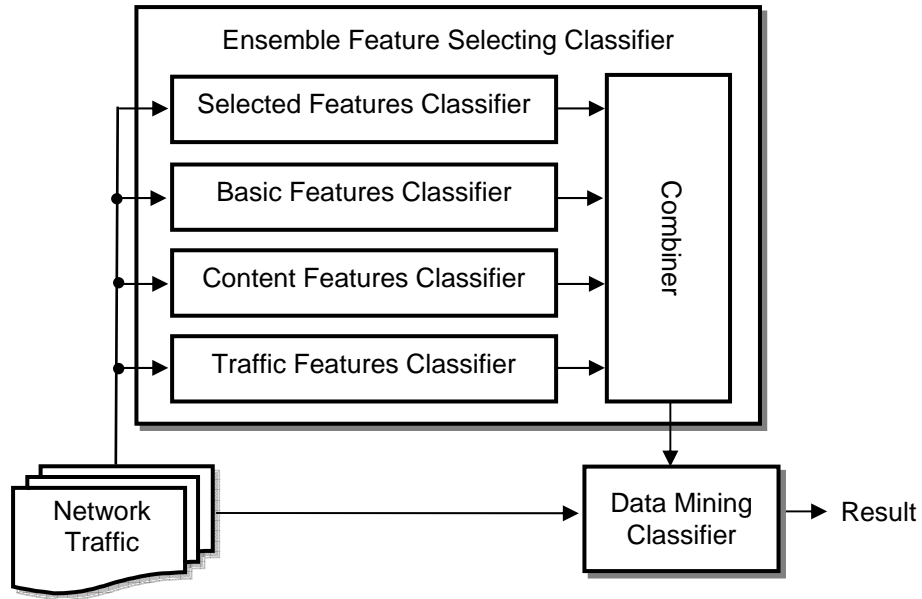 Ensemble Feature Selecting Classifier
Selected Features Classifier
Basic Features Classifier
Content Features Classifier
Traffic Features Classifier
Combiner
Network
Traffic
Data Mining
Classifier
Result